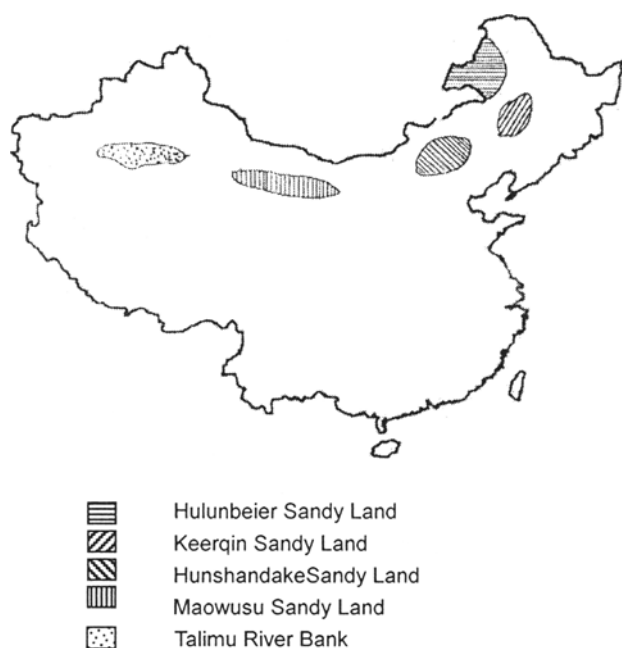 Hulunbeier Sandy Land
Keerqin Sandy Land
HunshandakeSandy Land
Maowusu Sandy Land
Talimu River Bank